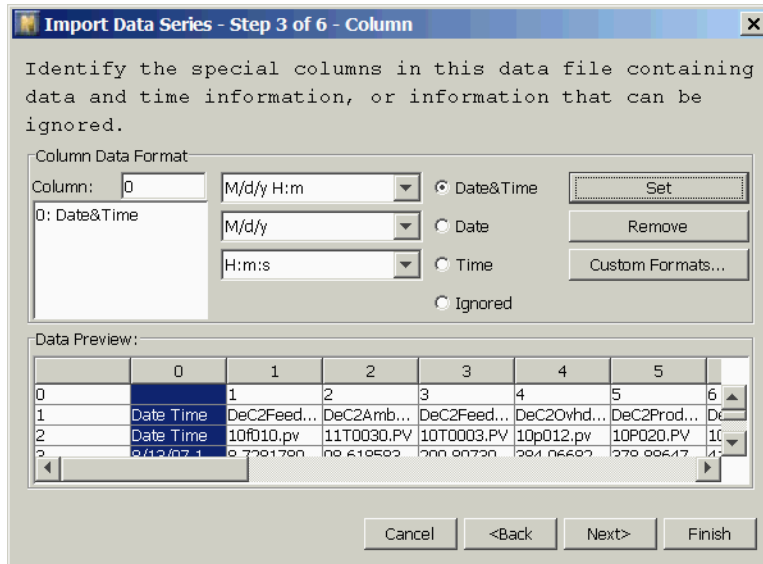 Import Data Series - Step 3 of 6 - Column
Identify the special columns in this data file containing
data and time information, or information that can be
ignored.
Column Data Format
Column: 0 M/d/y H:m Date&Time Set
0: Date&Time M/d/y Date Remove
H:m:s Time Custom Formats...
Ignored
Data Preview:
0 1 2 3 4 5
0 1 2 3 4 5 6
1 Date Time DeC2Feed... DeC2Amb... DeC2Feed... DeC2Ovhd... DeC2Prod...
2 Date Time 10f010.pv 11T0030.PV 10T0003.PV 10p012.pv 10P020.PV
Cancel <Back Next> Finish